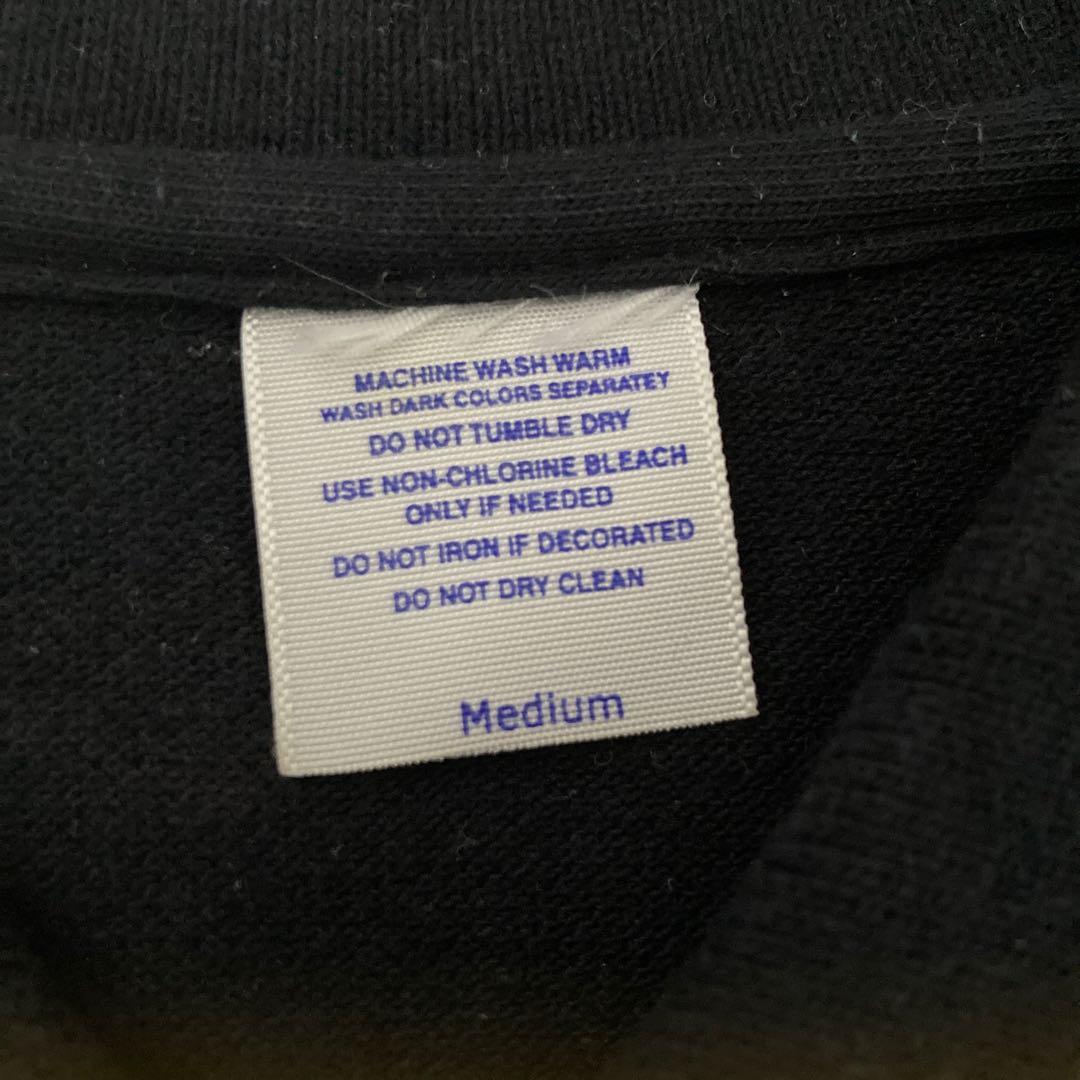 MACHINE WASH WARM
WASH DARK COLORS SEPARATEY
DO NOT TUMBLE DRY
USE NON-CHLORINE BLEACH
ONLY IF NEEDED
DO NOT IRON IF DECORATED
DO NOT DRY CLEAN
Medium